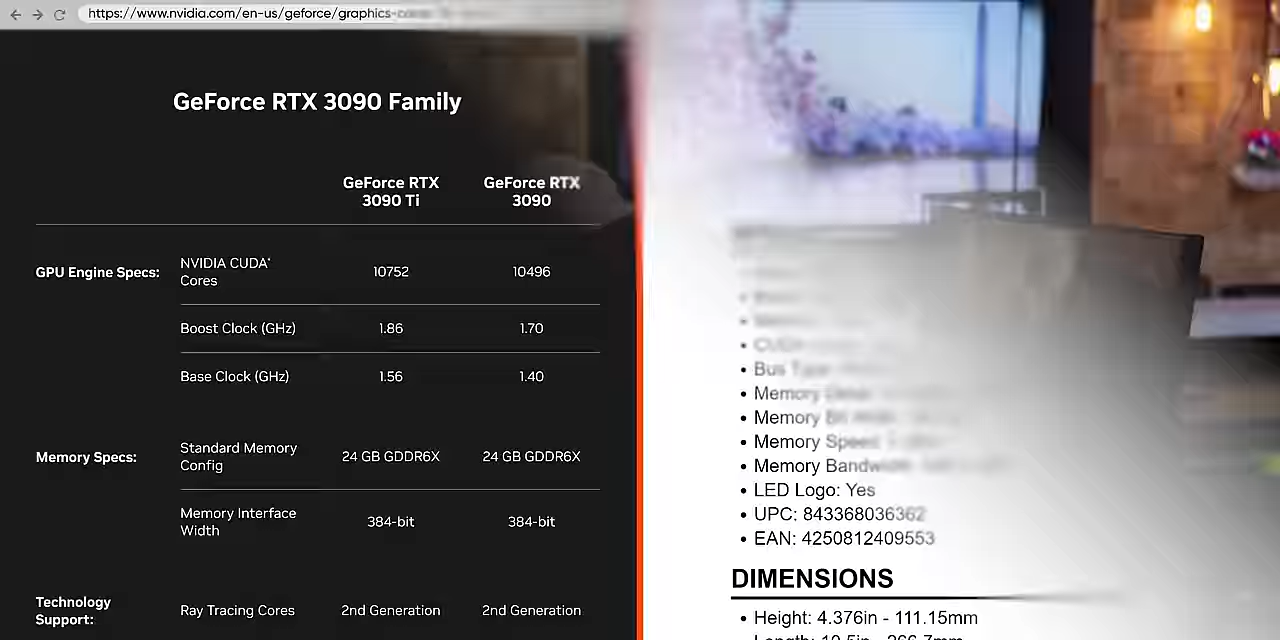 https://www.nvidia.com/en-us/geforce/graphics-
GeForce RTX 3090 Family
GeForce RTX 3090 Ti
GeForce RTX 3090
GPU Engine Specs:
NVIDIA CUDA* Cores
10752
10496
Boost Clock (GHz)
1.86
1.70
Base Clock (GHz)
1.56
1.40
Memory Specs:
Standard Memory Config
24 GB GDDR6X
24 GB GDDR6X
Memory Interface Width
384-bit
384-bit
Technology Support:
Ray Tracing Cores
2nd Generation
2nd Generation
• Bus
• Memory
• Memory
• Memory Speed
• Memory Bandwidth
• LED Logo: Yes
• UPC: 843368036362
• EAN: 4250812409553
DIMENSIONS
• Height: 4.376in - 111.15mm